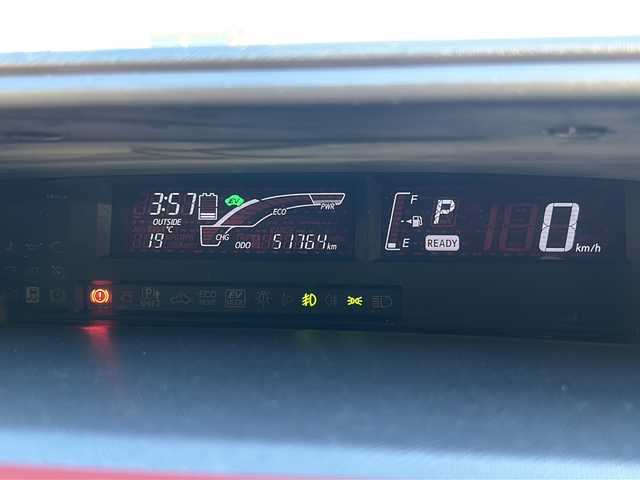 3:57
OUTSIDE
°C
19
CHG
ECO
PWR
ODO 51764 km
F
E
P
READY
0 km/h
P
ECO
MODE
EV
MODE